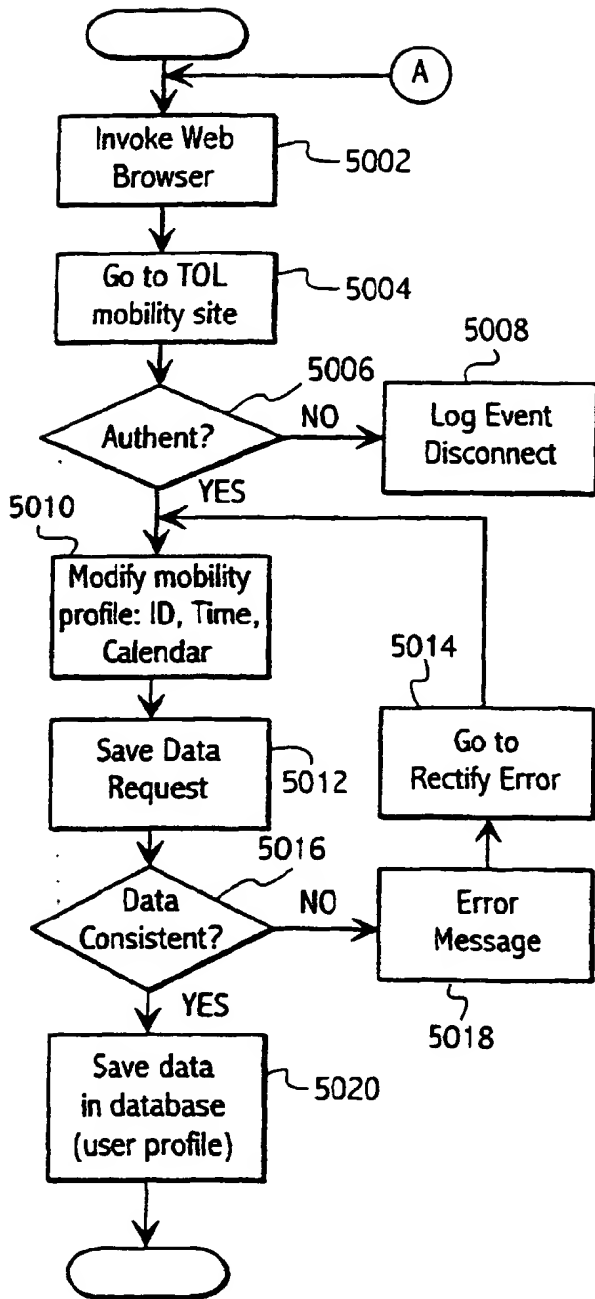 A
Invoke Web
Browser
5002
Go to TOL
mobility site
5004
5006
Authent?
NO
5008
Log Event
Disconnect
YES
5010
Modify mobility
profile: ID, Time,
Calendar
5014
Go to
Rectify Error
Save Data
Request
5012
5016
Data
Consistent?
NO
Error
Message
5018
YES
Save data
in database
(user profile)
5020